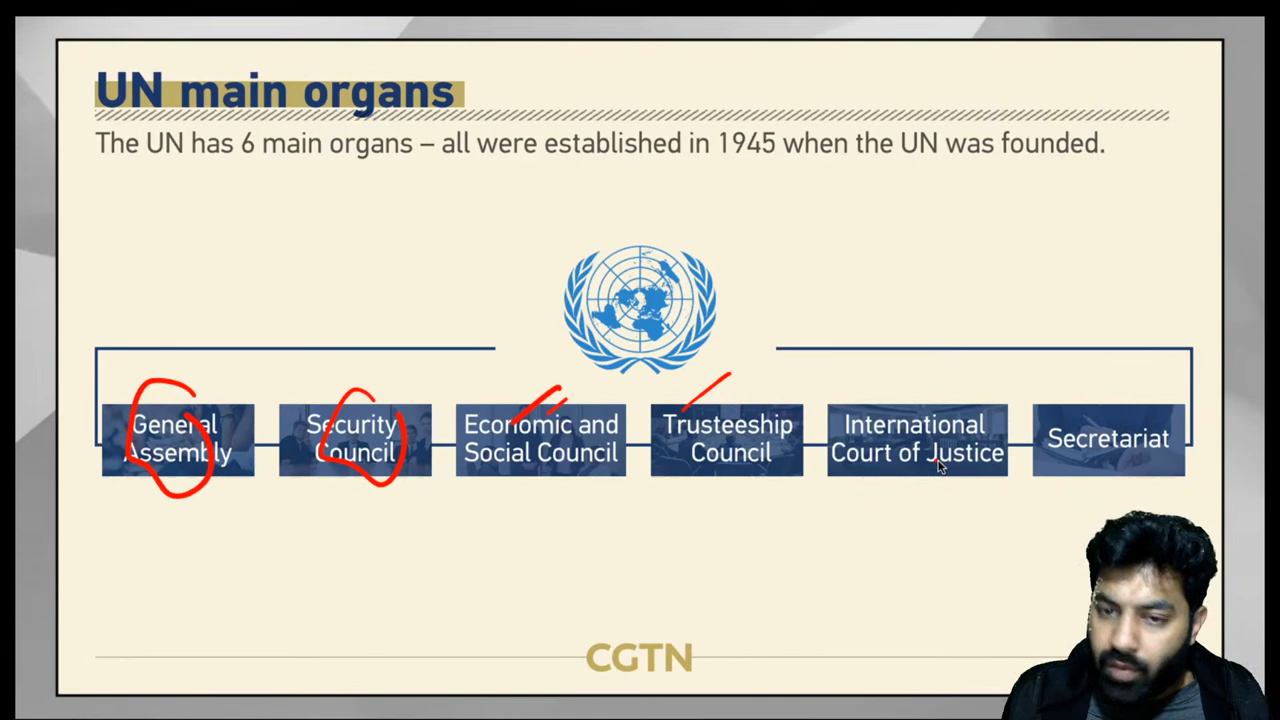 UN main organs
The UN has 6 main organs – all were established in 1945 when the UN was founded.
General
Assembly
Security
Council
Economic and
Social Council
Trusteeship
Council
International
Court of Justice
Secretariat
CGTN